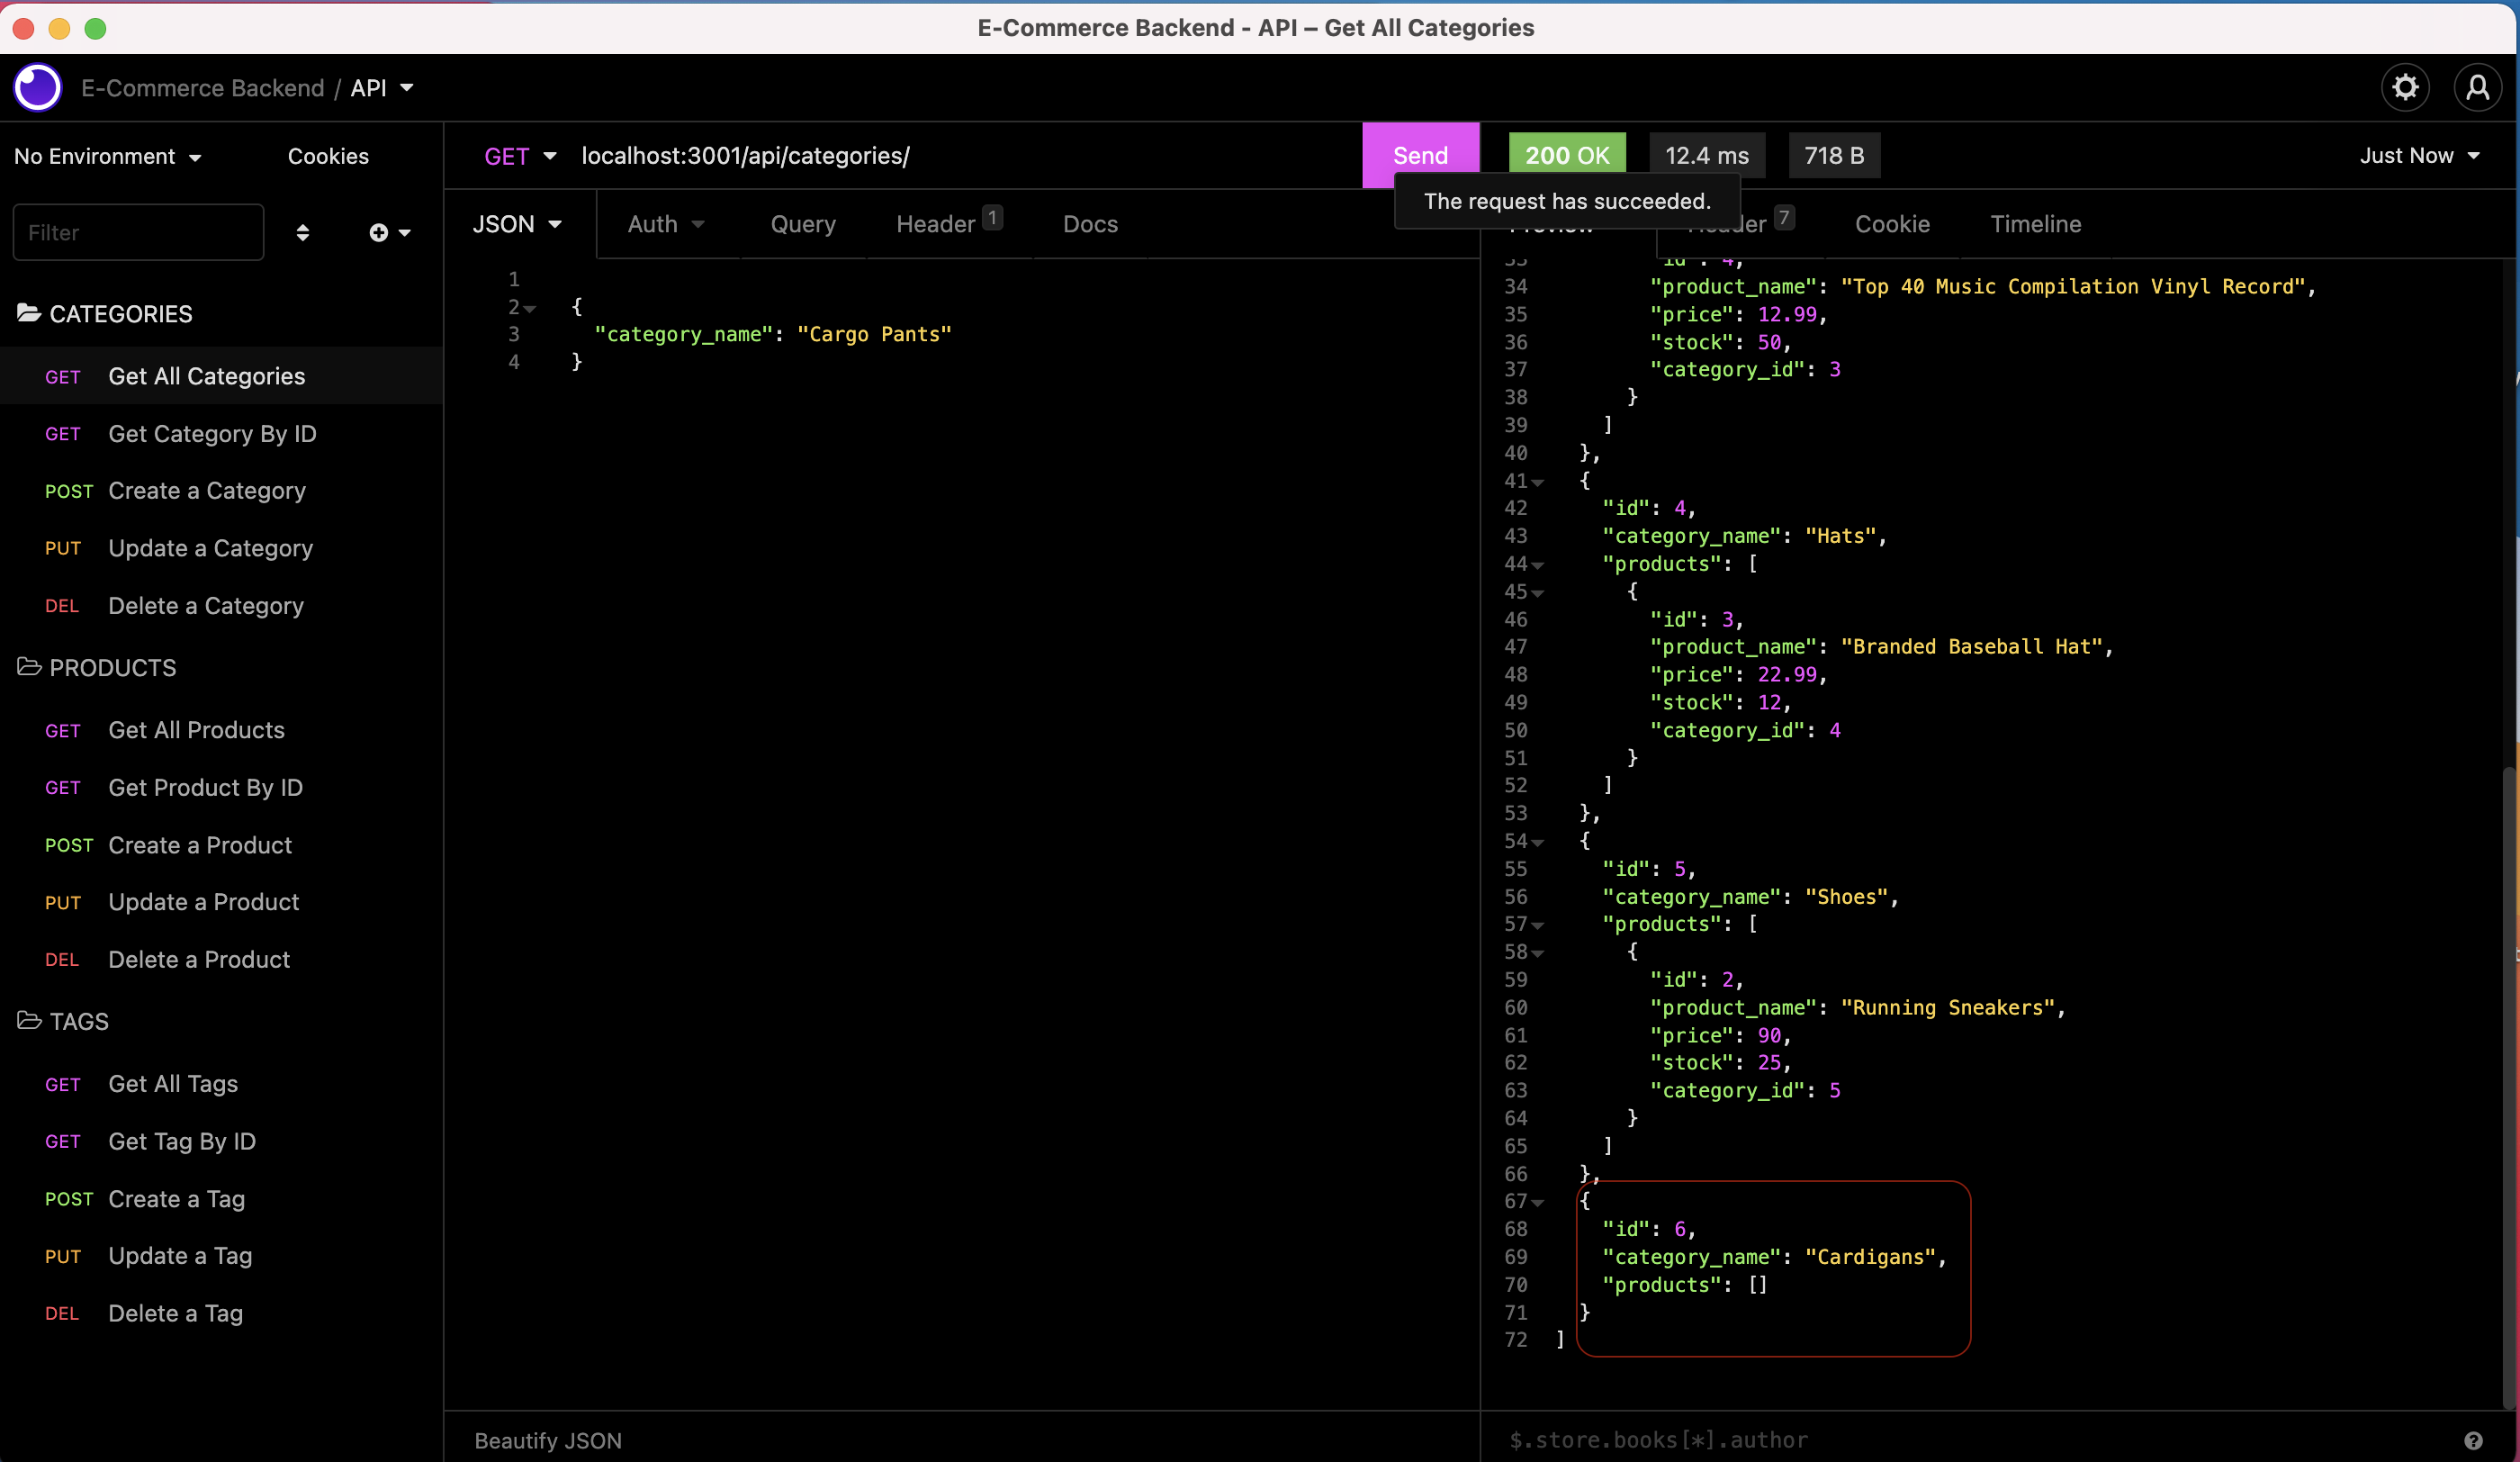 E-Commerce Backend - API – Get All Categories
E-Commerce Backend / API
No Environment
Cookies
Filter
CATEGORIES
GET Get All Categories
GET Get Category By ID
POST Create a Category
PUT Update a Category
DEL Delete a Category
PRODUCTS
GET Get All Products
GET Get Product By ID
POST Create a Product
PUT Update a Product
DEL Delete a Product
TAGS
GET Get All Tags
GET Get Tag By ID
POST Create a Tag
PUT Update a Tag
DEL Delete a Tag
GET localhost:3001/api/categories/
Send
JSON Auth Query Header 1 Docs
1
2 {
3 "category_name": "Cargo Pants"
4 }
Beautify JSON
200 OK 12.4 ms 718 B Just Now
The request has succeeded.
7 Cookie Timeline
33 "id": 4,
34 "product_name": "Top 40 Music Compilation Vinyl Record",
35 "price": 12.99,
36 "stock": 50,
37 "category_id": 3
38 }
39 ]
40 },
41 {
42 "id": 4,
43 "category_name": "Hats",
44 "products": [
45 {
46 "id": 3,
47 "product_name": "Branded Baseball Hat",
48 "price": 22.99,
49 "stock": 12,
50 "category_id": 4
51 }
52 ]
53 },
54 {
55 "id": 5,
56 "category_name": "Shoes",
57 "products": [
58 {
59 "id": 2,
60 "product_name": "Running Sneakers",
61 "price": 90,
62 "stock": 25,
63 "category_id": 5
64 }
65 ]
66 },
67 {
68 "id": 6,
69 "category_name": "Cardigans",
70 "products": []
71 }
72 ]
$.store.books[*].author